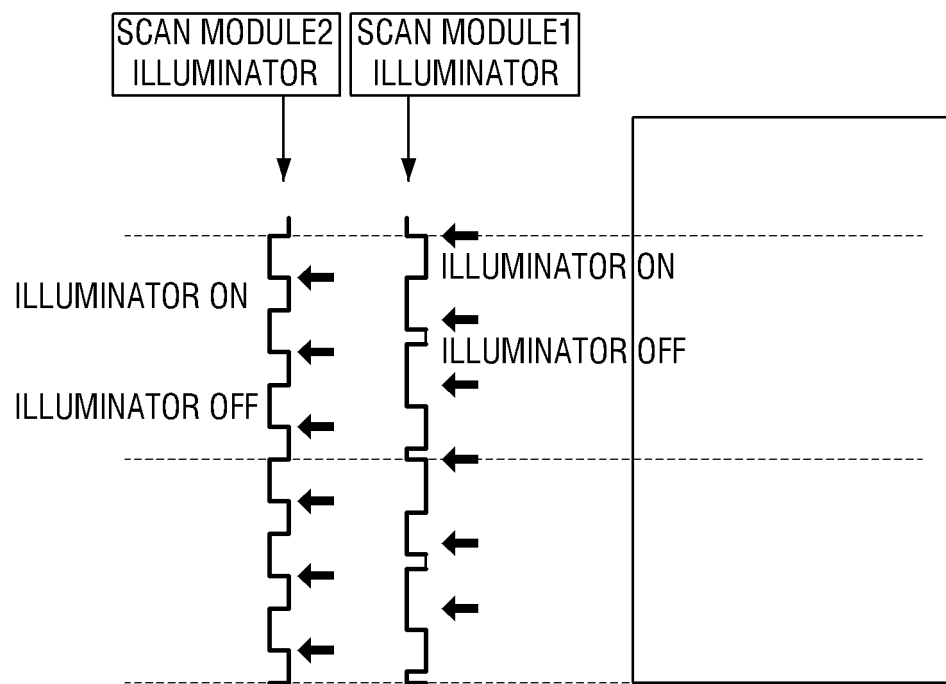 SCAN MODULE2
ILLUMINATOR
SCAN MODULE1
ILLUMINATOR
ILLUMINATOR ON
ILLUMINATOR ON
ILLUMINATOR OFF
ILLUMINATOR OFF